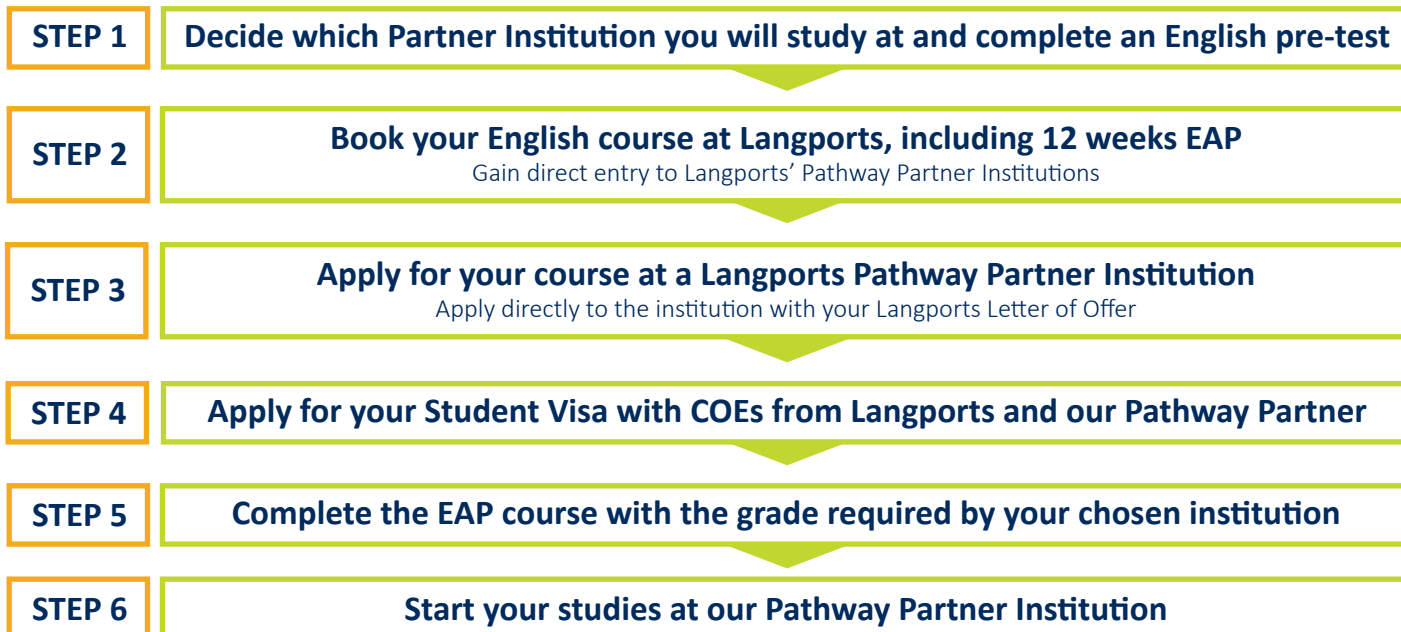 STEP 1
Decide which Partner Institution you will study at and complete an English pre-test
STEP 2
Book your English course at Langports, including 12 weeks EAP
Gain direct entry to Langports’ Pathway Partner Institutions
STEP 3
Apply for your course at a Langports Pathway Partner Institution
Apply directly to the institution with your Langports Letter of Offer
STEP 4
Apply for your Student Visa with COEs from Langports and our Pathway Partner
STEP 5
Complete the EAP course with the grade required by your chosen institution
STEP 6
Start your studies at our Pathway Partner Institution